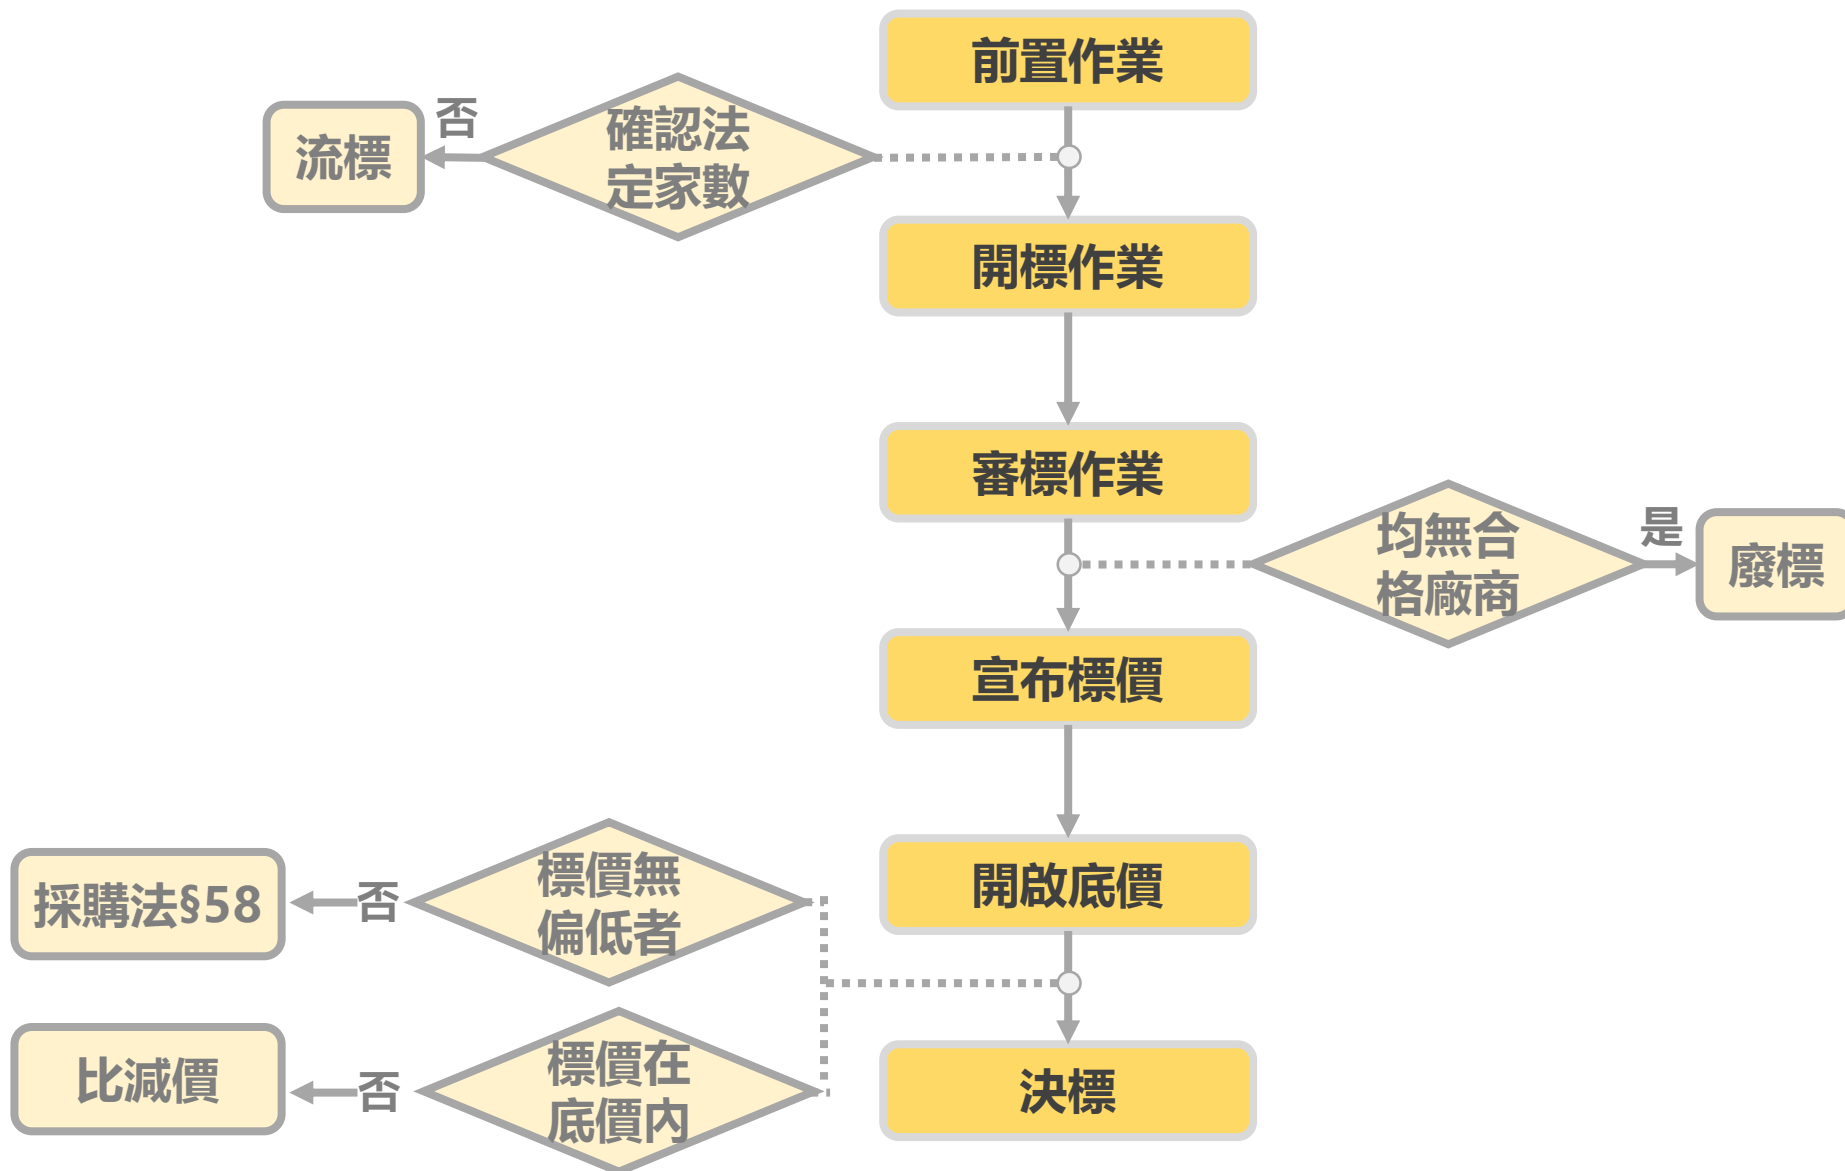 前置作業
否
確認法
定家數
流標
開標作業
審標作業
均無合
格廠商
是
廢標
宣布標價
開啟底價
標價無
偏低者
否
採購法§58
標價在
底價內
否
比減價
決標